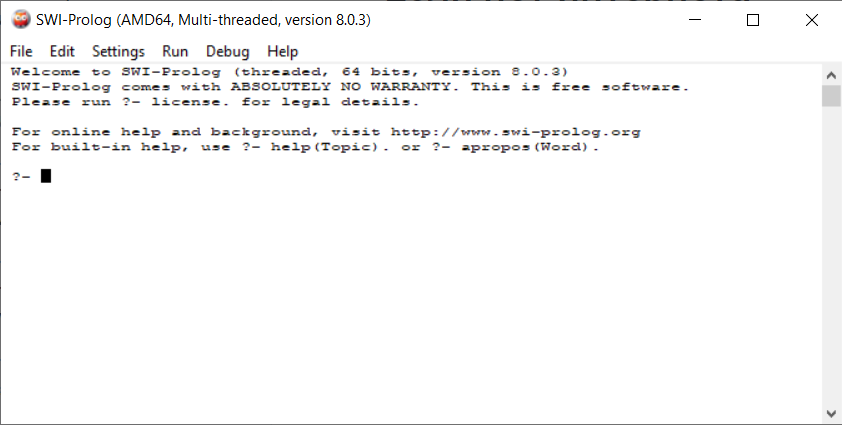 SWI-Prolog (AMD64, Multi-threaded, version 8.0.3)
File Edit Settings Run Debug Help
Welcome to SWI-Prolog (threaded, 64 bits, version 8.0.3)
SWI-Prolog comes with ABSOLUTELY NO WARRANTY. This is free software.
Please run ?- license. for legal details.
For online help and background, visit http://www.swi-prolog.org
For built-in help, use ?- help(Topic). or ?- apropos(Word).
?-